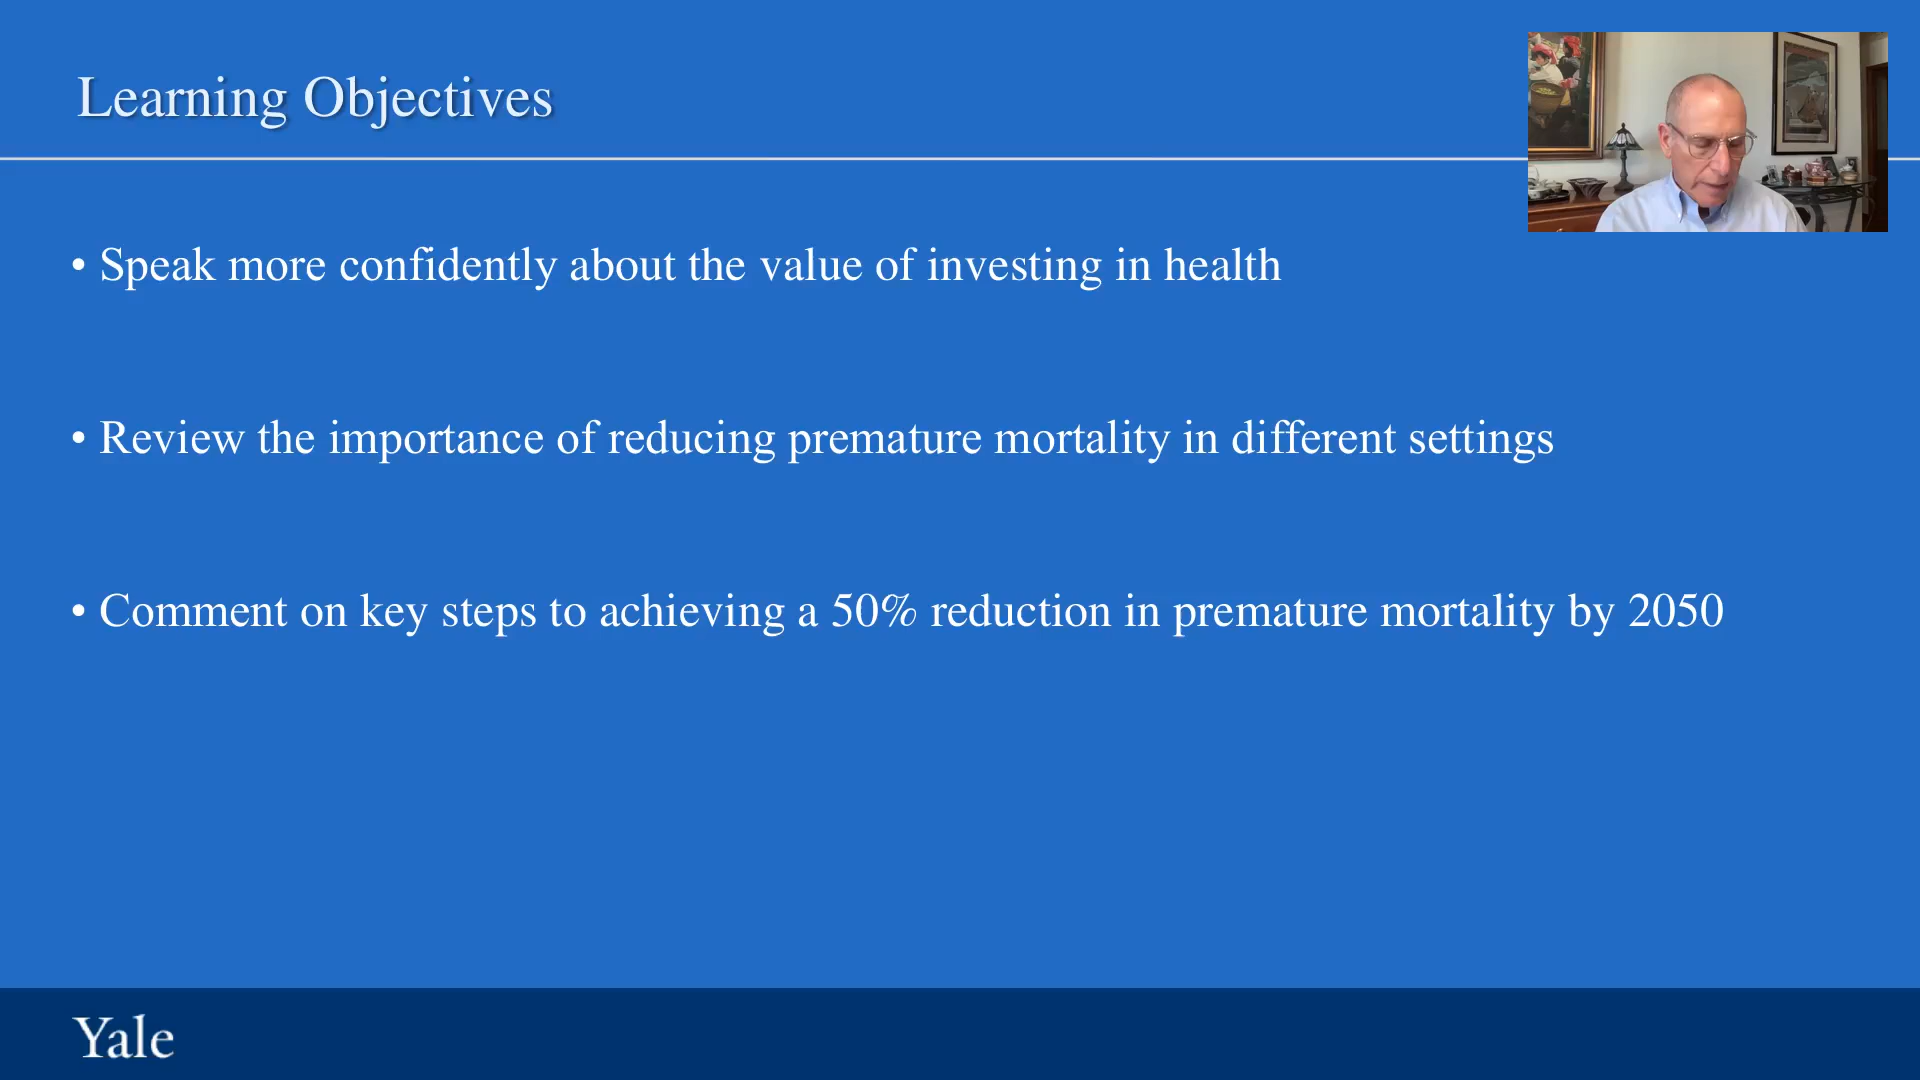 Learning Objectives
• Speak more confidently about the value of investing in health
• Review the importance of reducing premature mortality in different settings
• Comment on key steps to achieving a 50% reduction in premature mortality by 2050
Yale